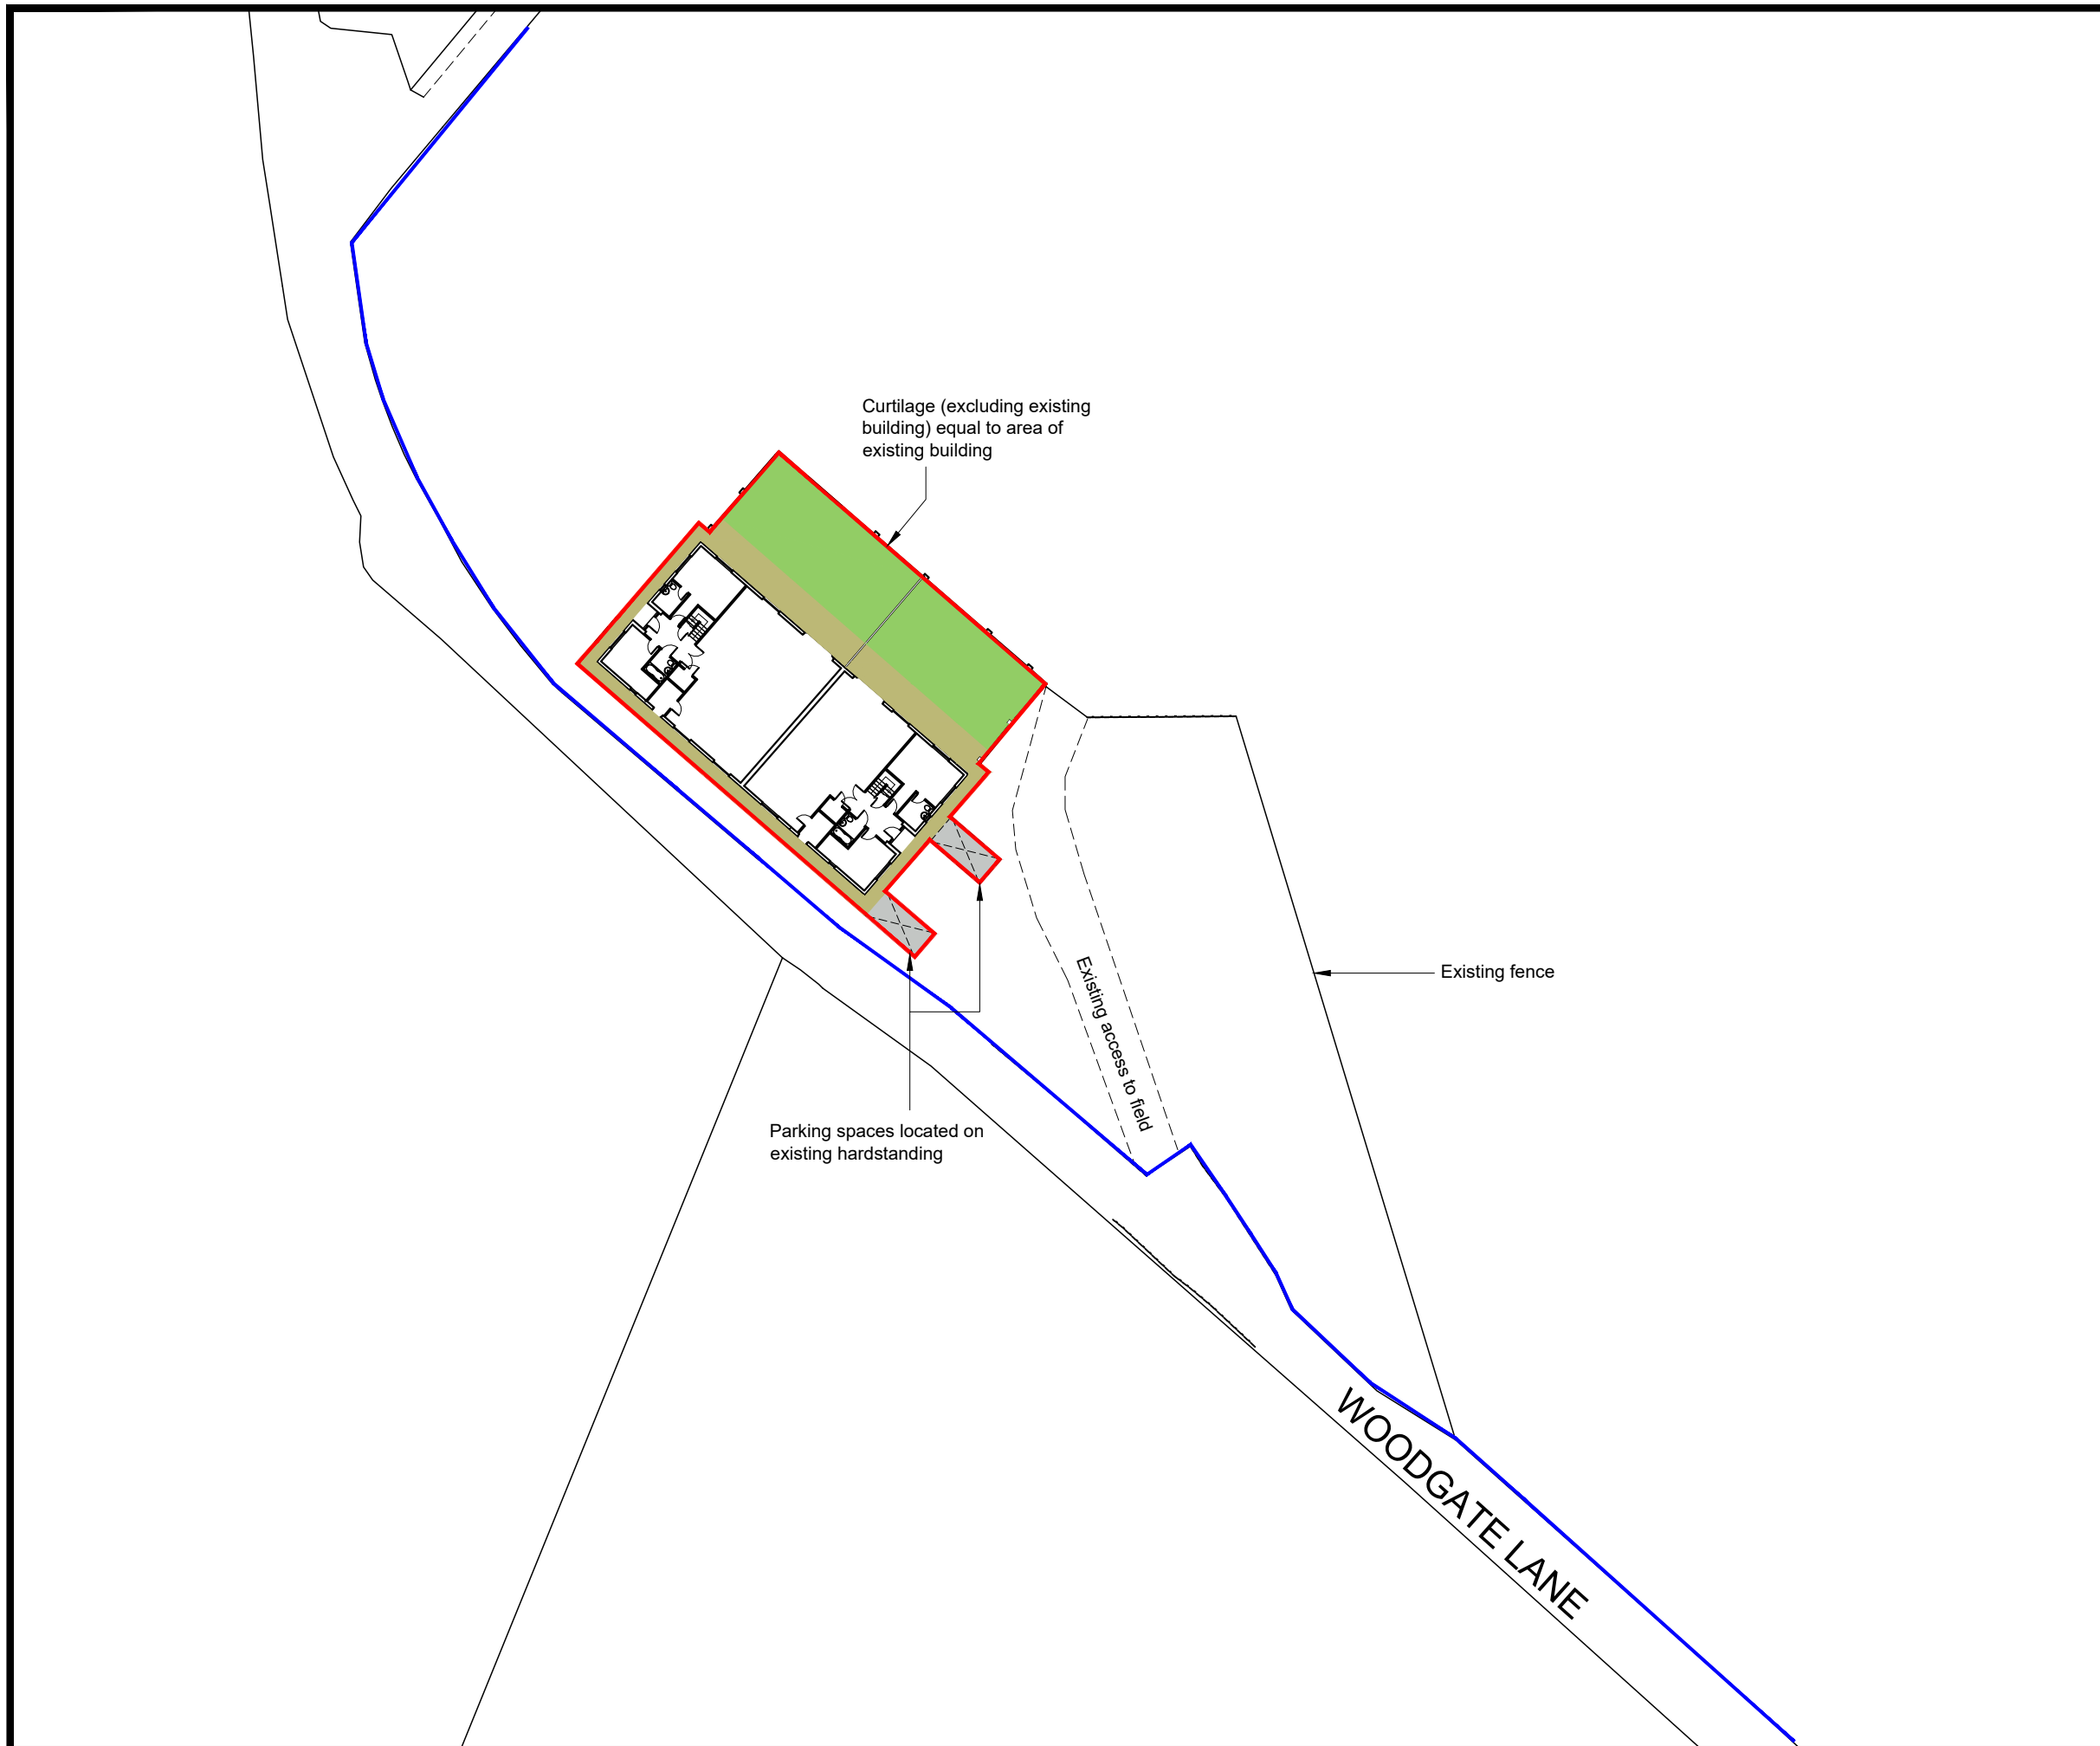 Curtilage (excluding existing
building) equal to area of
existing building
Existing fence
Existing access to field
Parking spaces located on
existing hardstanding
WOODGATE LANE